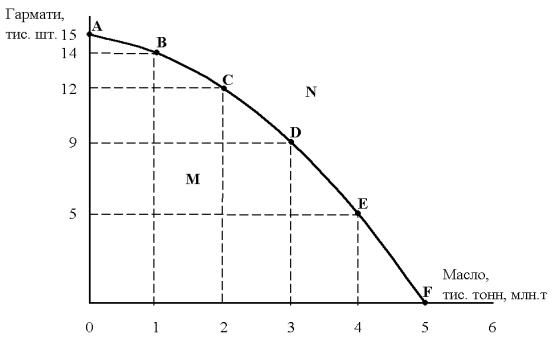 Гармати,
тис. шт.
15
A
14
B
12
C
N
9
D
M
5
E
Масло,
тис. тонн, млн.т
F
0 1 2 3 4 5 6